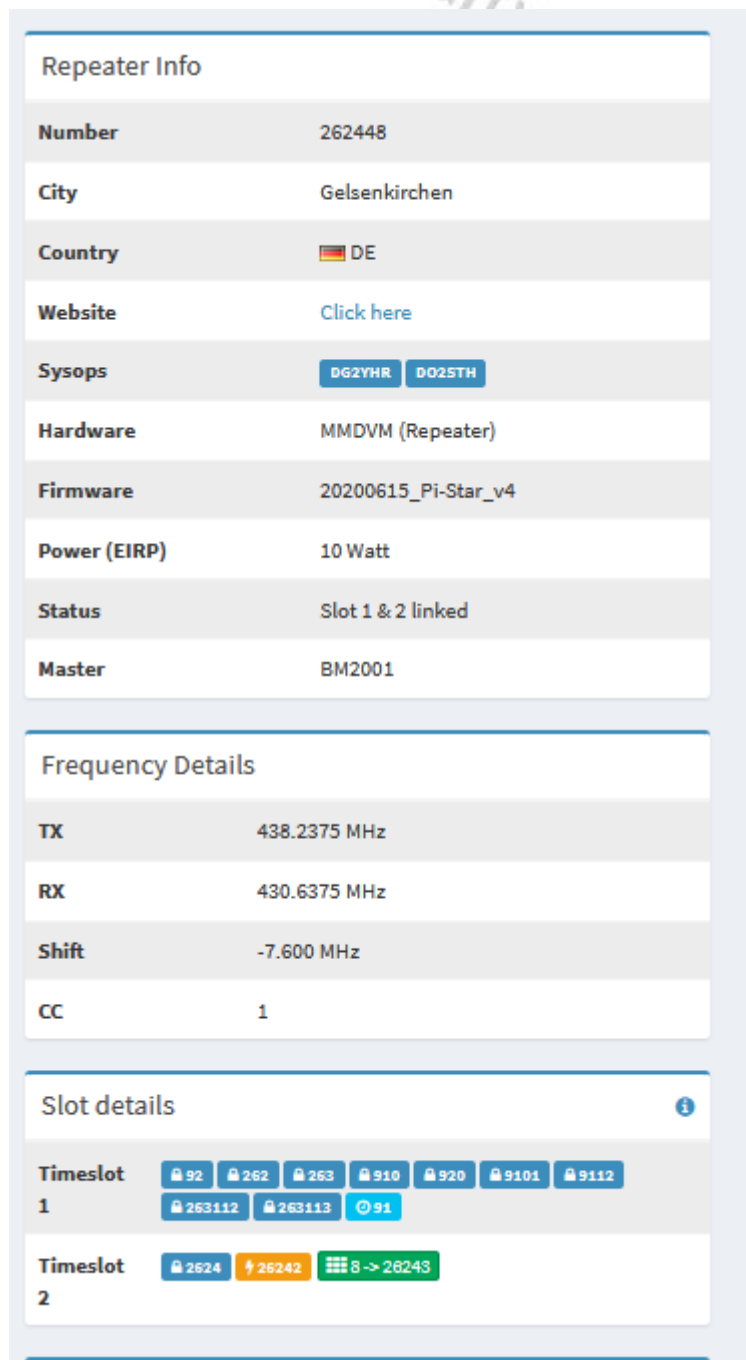 Repeater Info
Number 262448
City Gelsenkirchen
Country DE
Website Click here
Sysops DG2YHR DO2STH
Hardware MMDVM (Repeater)
Firmware 20200615_Pi-Star_v4
Power (EIRP) 10 Watt
Status Slot 1 & 2 linked
Master BM2001
Frequency Details
TX 438.2375 MHz
RX 430.6375 MHz
Shift -7.600 MHz
CC 1
Slot details
Timeslot 1 92 262 263 910 920 9101 9112
263112 263113 91
Timeslot 2 2624 26242 8 -> 26243